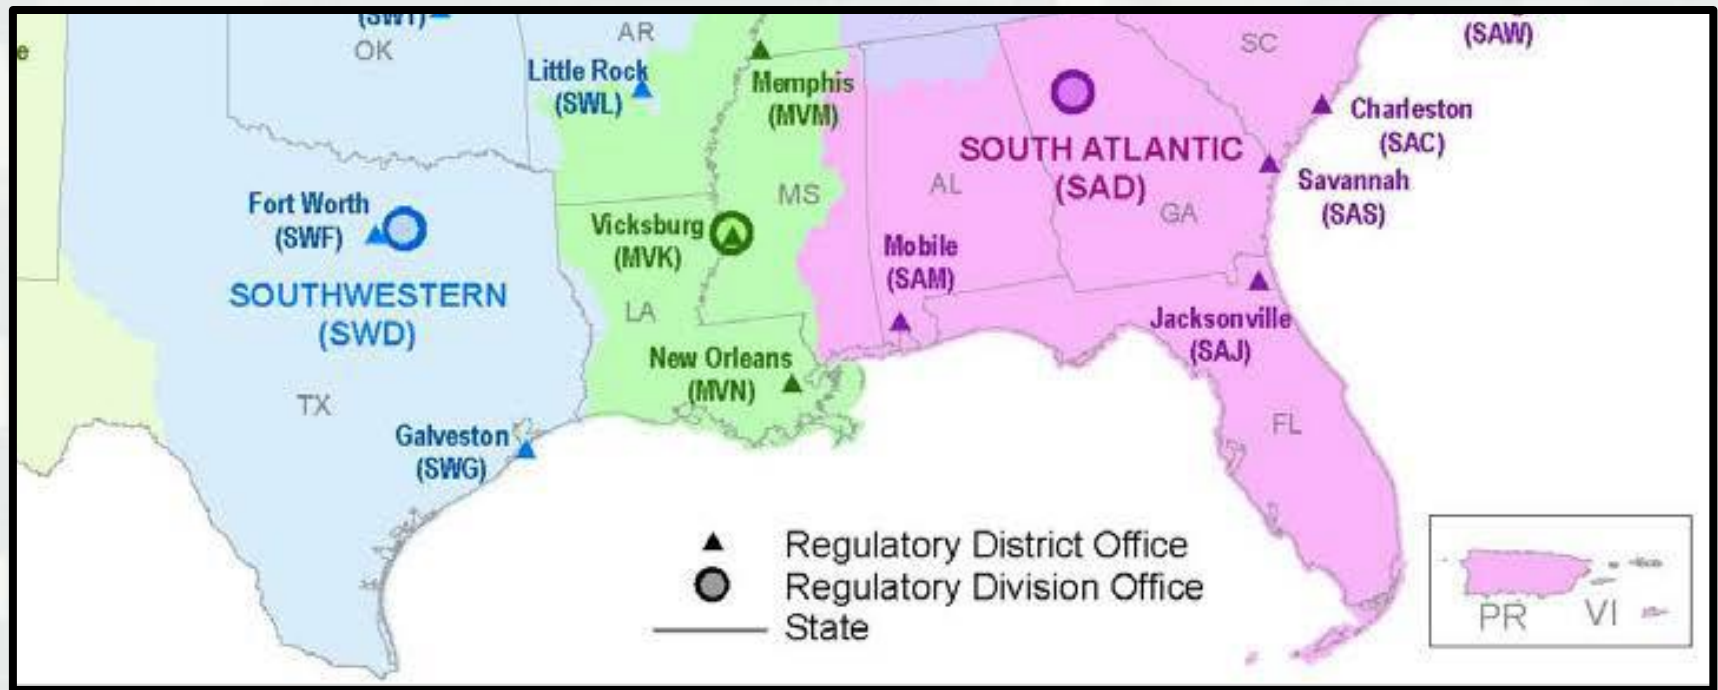 (SWT)
OK
AR
SC
(SAW)
e
Little Rock
(SWL)
Memphis
(MVM)
Charleston
(SAC)
SOUTH ATLANTIC
(SAD)
AL
GA
MS
Savannah
(SAS)
Fort Worth
(SWF)
Vicksburg
(MVK)
Mobile
(SAM)
SOUTHWESTERN
(SWD)
LA
Jacksonville
(SAJ)
New Orleans
(MVN)
TX
FL
Galveston
(SWG)
Regulatory District Office
Regulatory Division Office
State
PR
VI